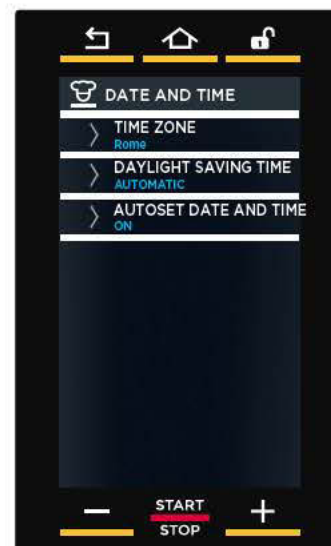 DATE AND TIME
TIME ZONE
Rome
DAYLIGHT SAVING TIME
AUTOMATIC
AUTOSET DATE AND TIME
ON
START
STOP